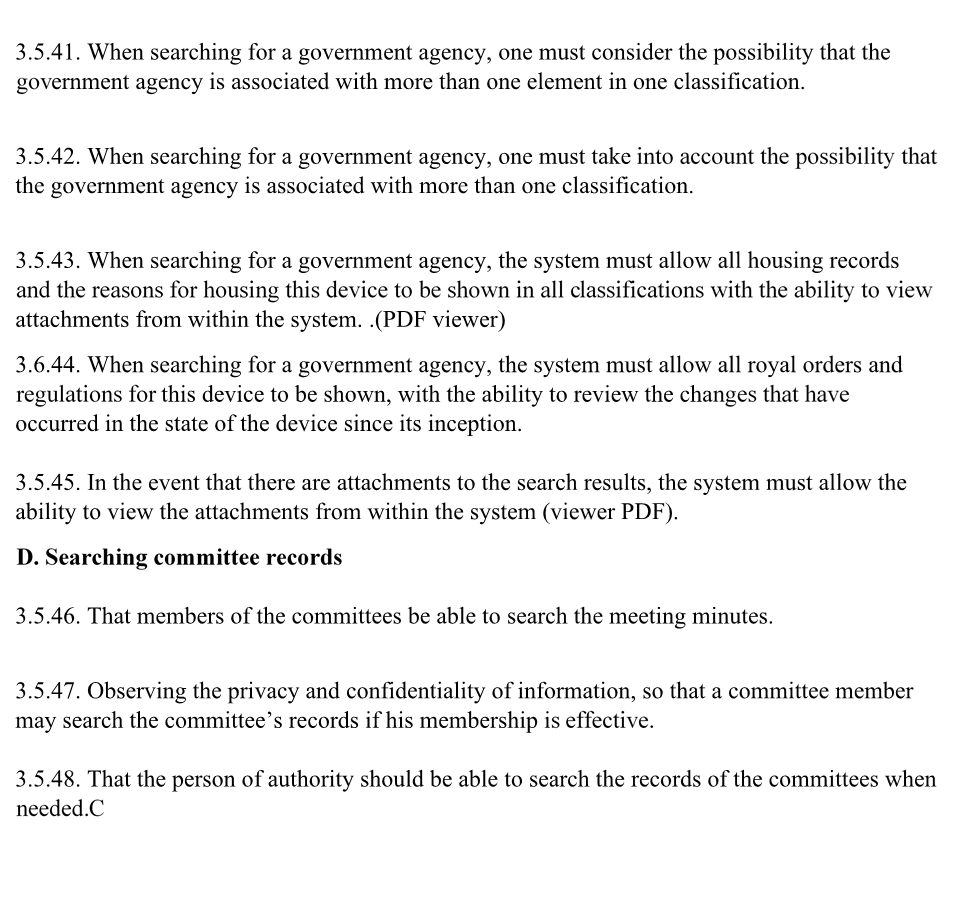 3.5.41. When searching for a government agency, one must consider the possibility that the
government agency is associated with more than one element in one classification.
3.5.42. When searching for a government agency, one must take into account the possibility that
the government agency is associated with more than one classification.
3.5.43. When searching for a government agency, the system must allow all housing records
and the reasons for housing this device to be shown in all classifications with the ability to view
attachments from within the system. .(PDF viewer)
3.6.44. When searching for a government agency, the system must allow all royal orders and
regulations for this device to be shown, with the ability to review the changes that have
occurred in the state of the device since its inception.
3.5.45. In the event that there are attachments to the search results, the system must allow the
ability to view the attachments from within the system (viewer PDF).
D. Searching committee records
3.5.46. That members of the committees be able to search the meeting minutes.
3.5.47. Observing the privacy and confidentiality of information, so that a committee member
may search the committee’s records if his membership is effective.
3.5.48. That the person of authority should be able to search the records of the committees when
needed.C